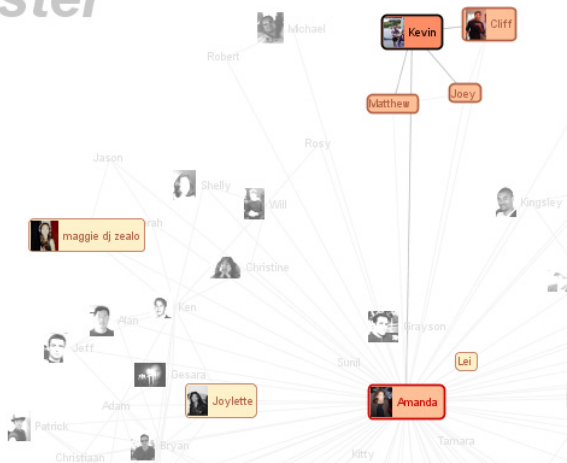 ster
Michael
Kevin
Cliff
Robert
Matthew
Joey
Rosy
Jason
Shelly
Will
Kingsley
maggie dj zealo
rah
Christine
Ken
Alan
Grayson
Jeff
Sunil
Lei
Gesara
Joylette
Amanda
Adam
Patrick
Bryan
Tamara
Christiaan
Kitty